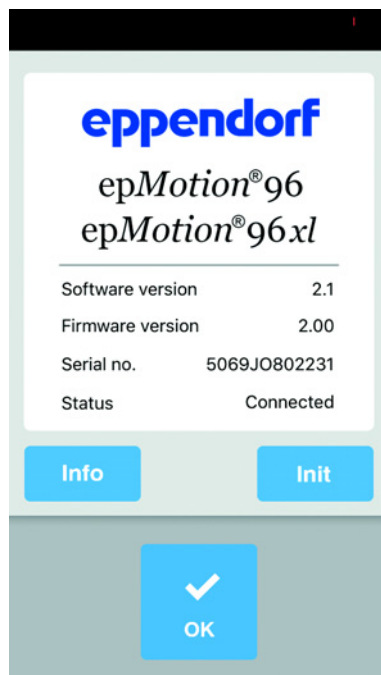 eppendorf
epMotion®96
epMotion®96xl
Software version 2.1
Firmware version 2.00
Serial no. 5069JO802231
Status Connected
Info Init
OK